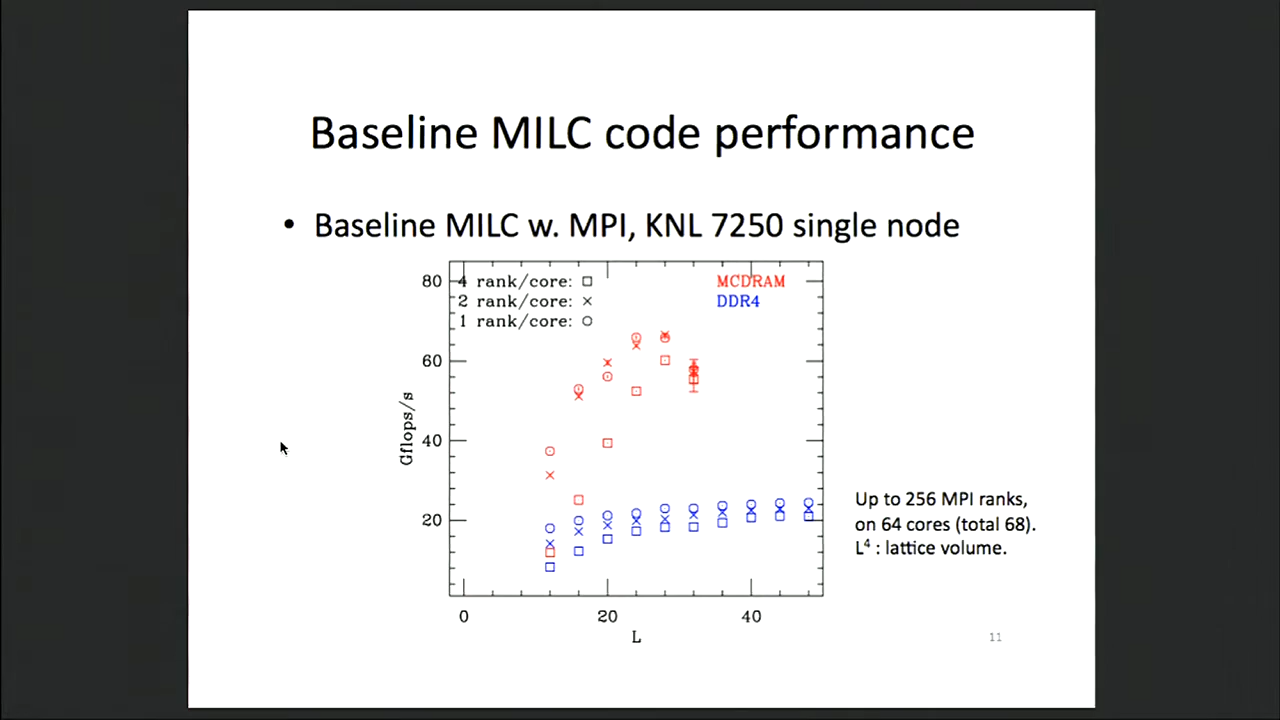 Baseline MILC code performance
• Baseline MILC w. MPI, KNL 7250 single node
80
4 rank/core:
MCDRAM
2 rank/core:
DDR4
1 rank/core:
60
Gflops/s
40
20
Up to 256 MPI ranks,
on 64 cores (total 68).
L⁴ : lattice volume.
0 20 40
L
11